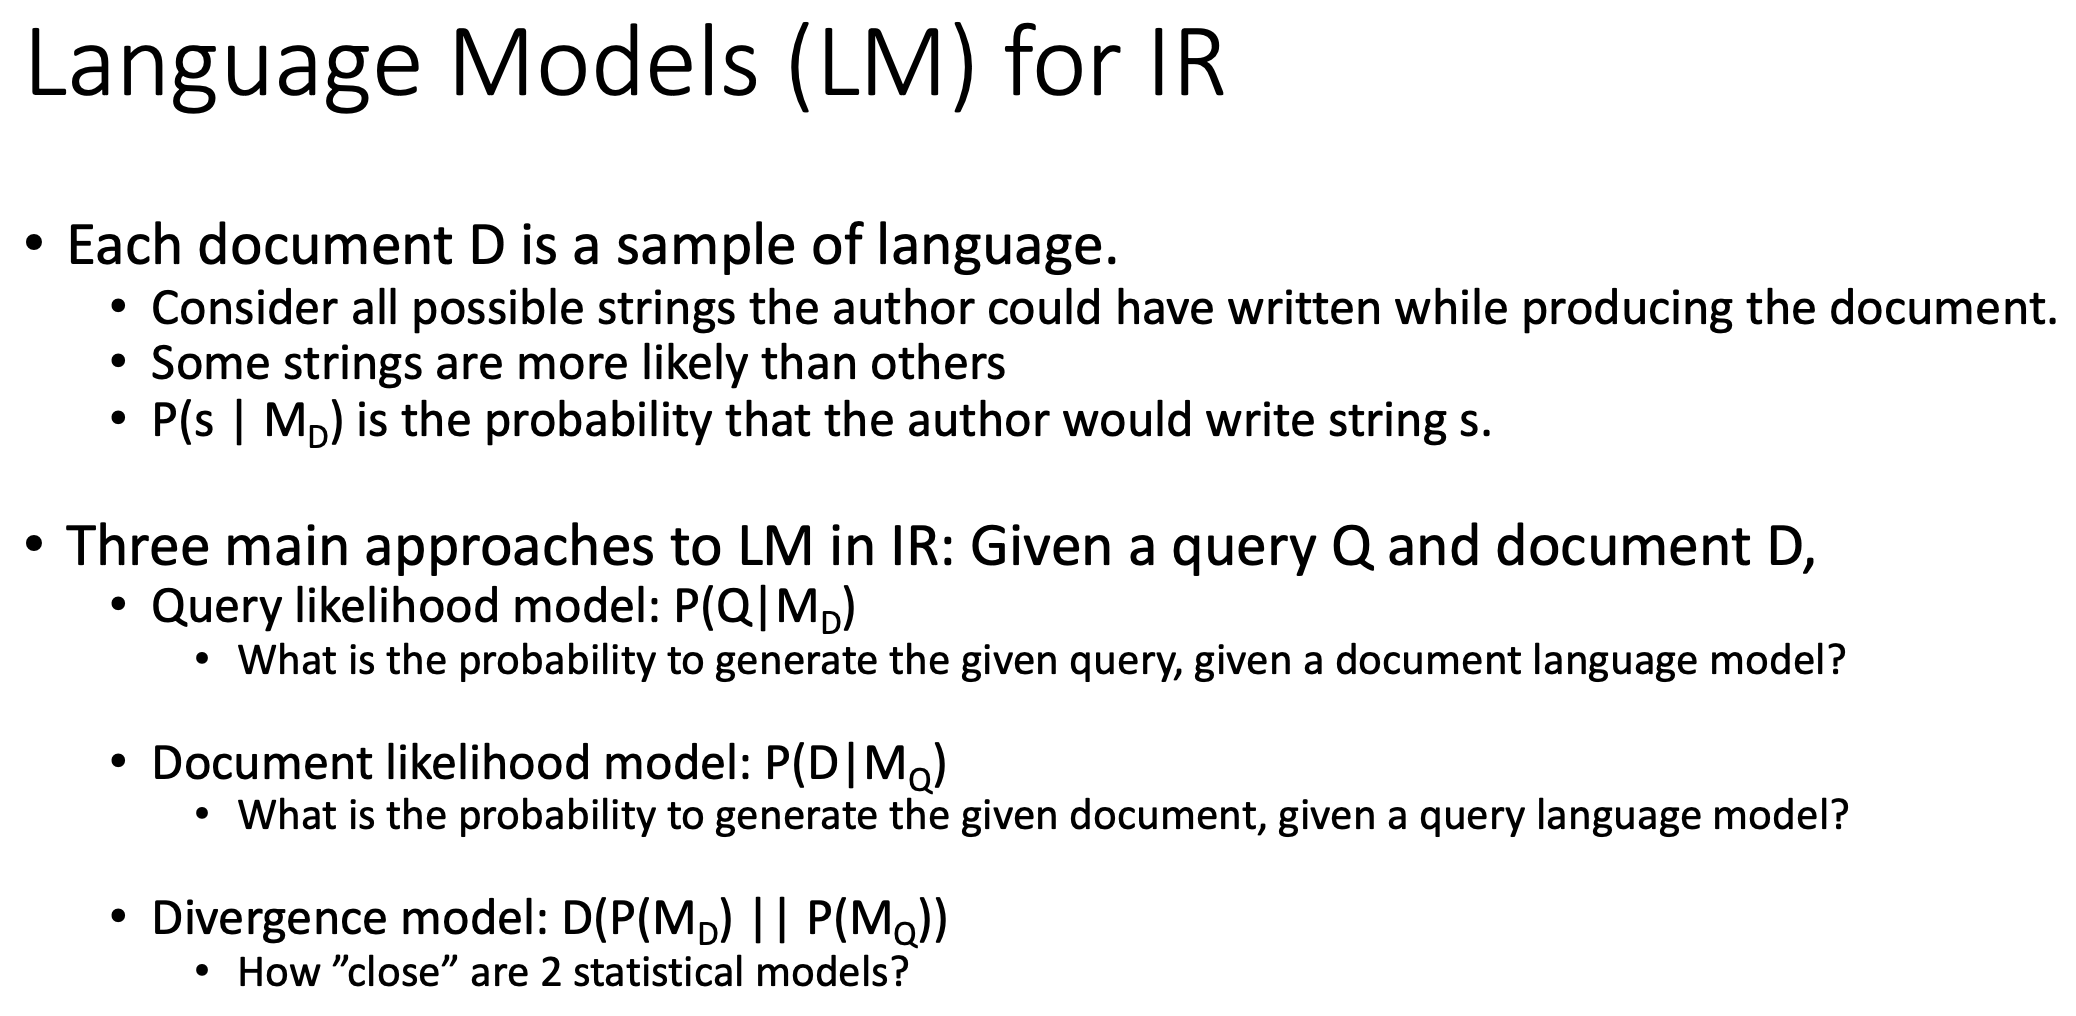 Language Models (LM) for IR
• Each document D is a sample of language.
• Consider all possible strings the author could have written while producing the document.
• Some strings are more likely than others
• P(s | M_D) is the probability that the author would write string s.
• Three main approaches to LM in IR: Given a query Q and document D,
• Query likelihood model: P(Q|M_D)
• What is the probability to generate the given query, given a document language model?
• Document likelihood model: P(D|M_Q)
• What is the probability to generate the given document, given a query language model?
• Divergence model: D(P(M_D) || P(M_Q))
• How ”close” are 2 statistical models?